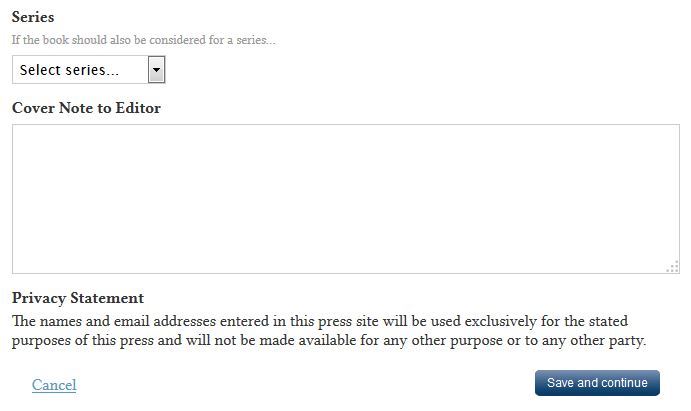 Series
If the book should also be considered for a series...
Select series...
Cover Note to Editor
Privacy Statement
The names and email addresses entered in this press site will be used exclusively for the stated
purposes of this press and will not be made available for any other purpose or to any other party.
Cancel
Save and continue